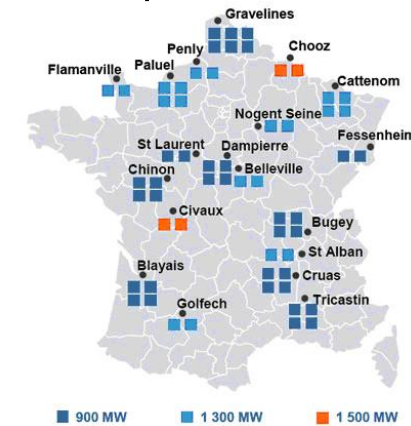 Gravelines
Penly
Chooz
Flamanville
Paluel
Cattenom
Nogent Seine
Fessenheim
St Laurent
Dampierre
Chinon
Belleville
Civaux
Bugey
St Alban
Blayais
Cruas
Golfech
Tricastin
900 MW
1 300 MW
1 500 MW